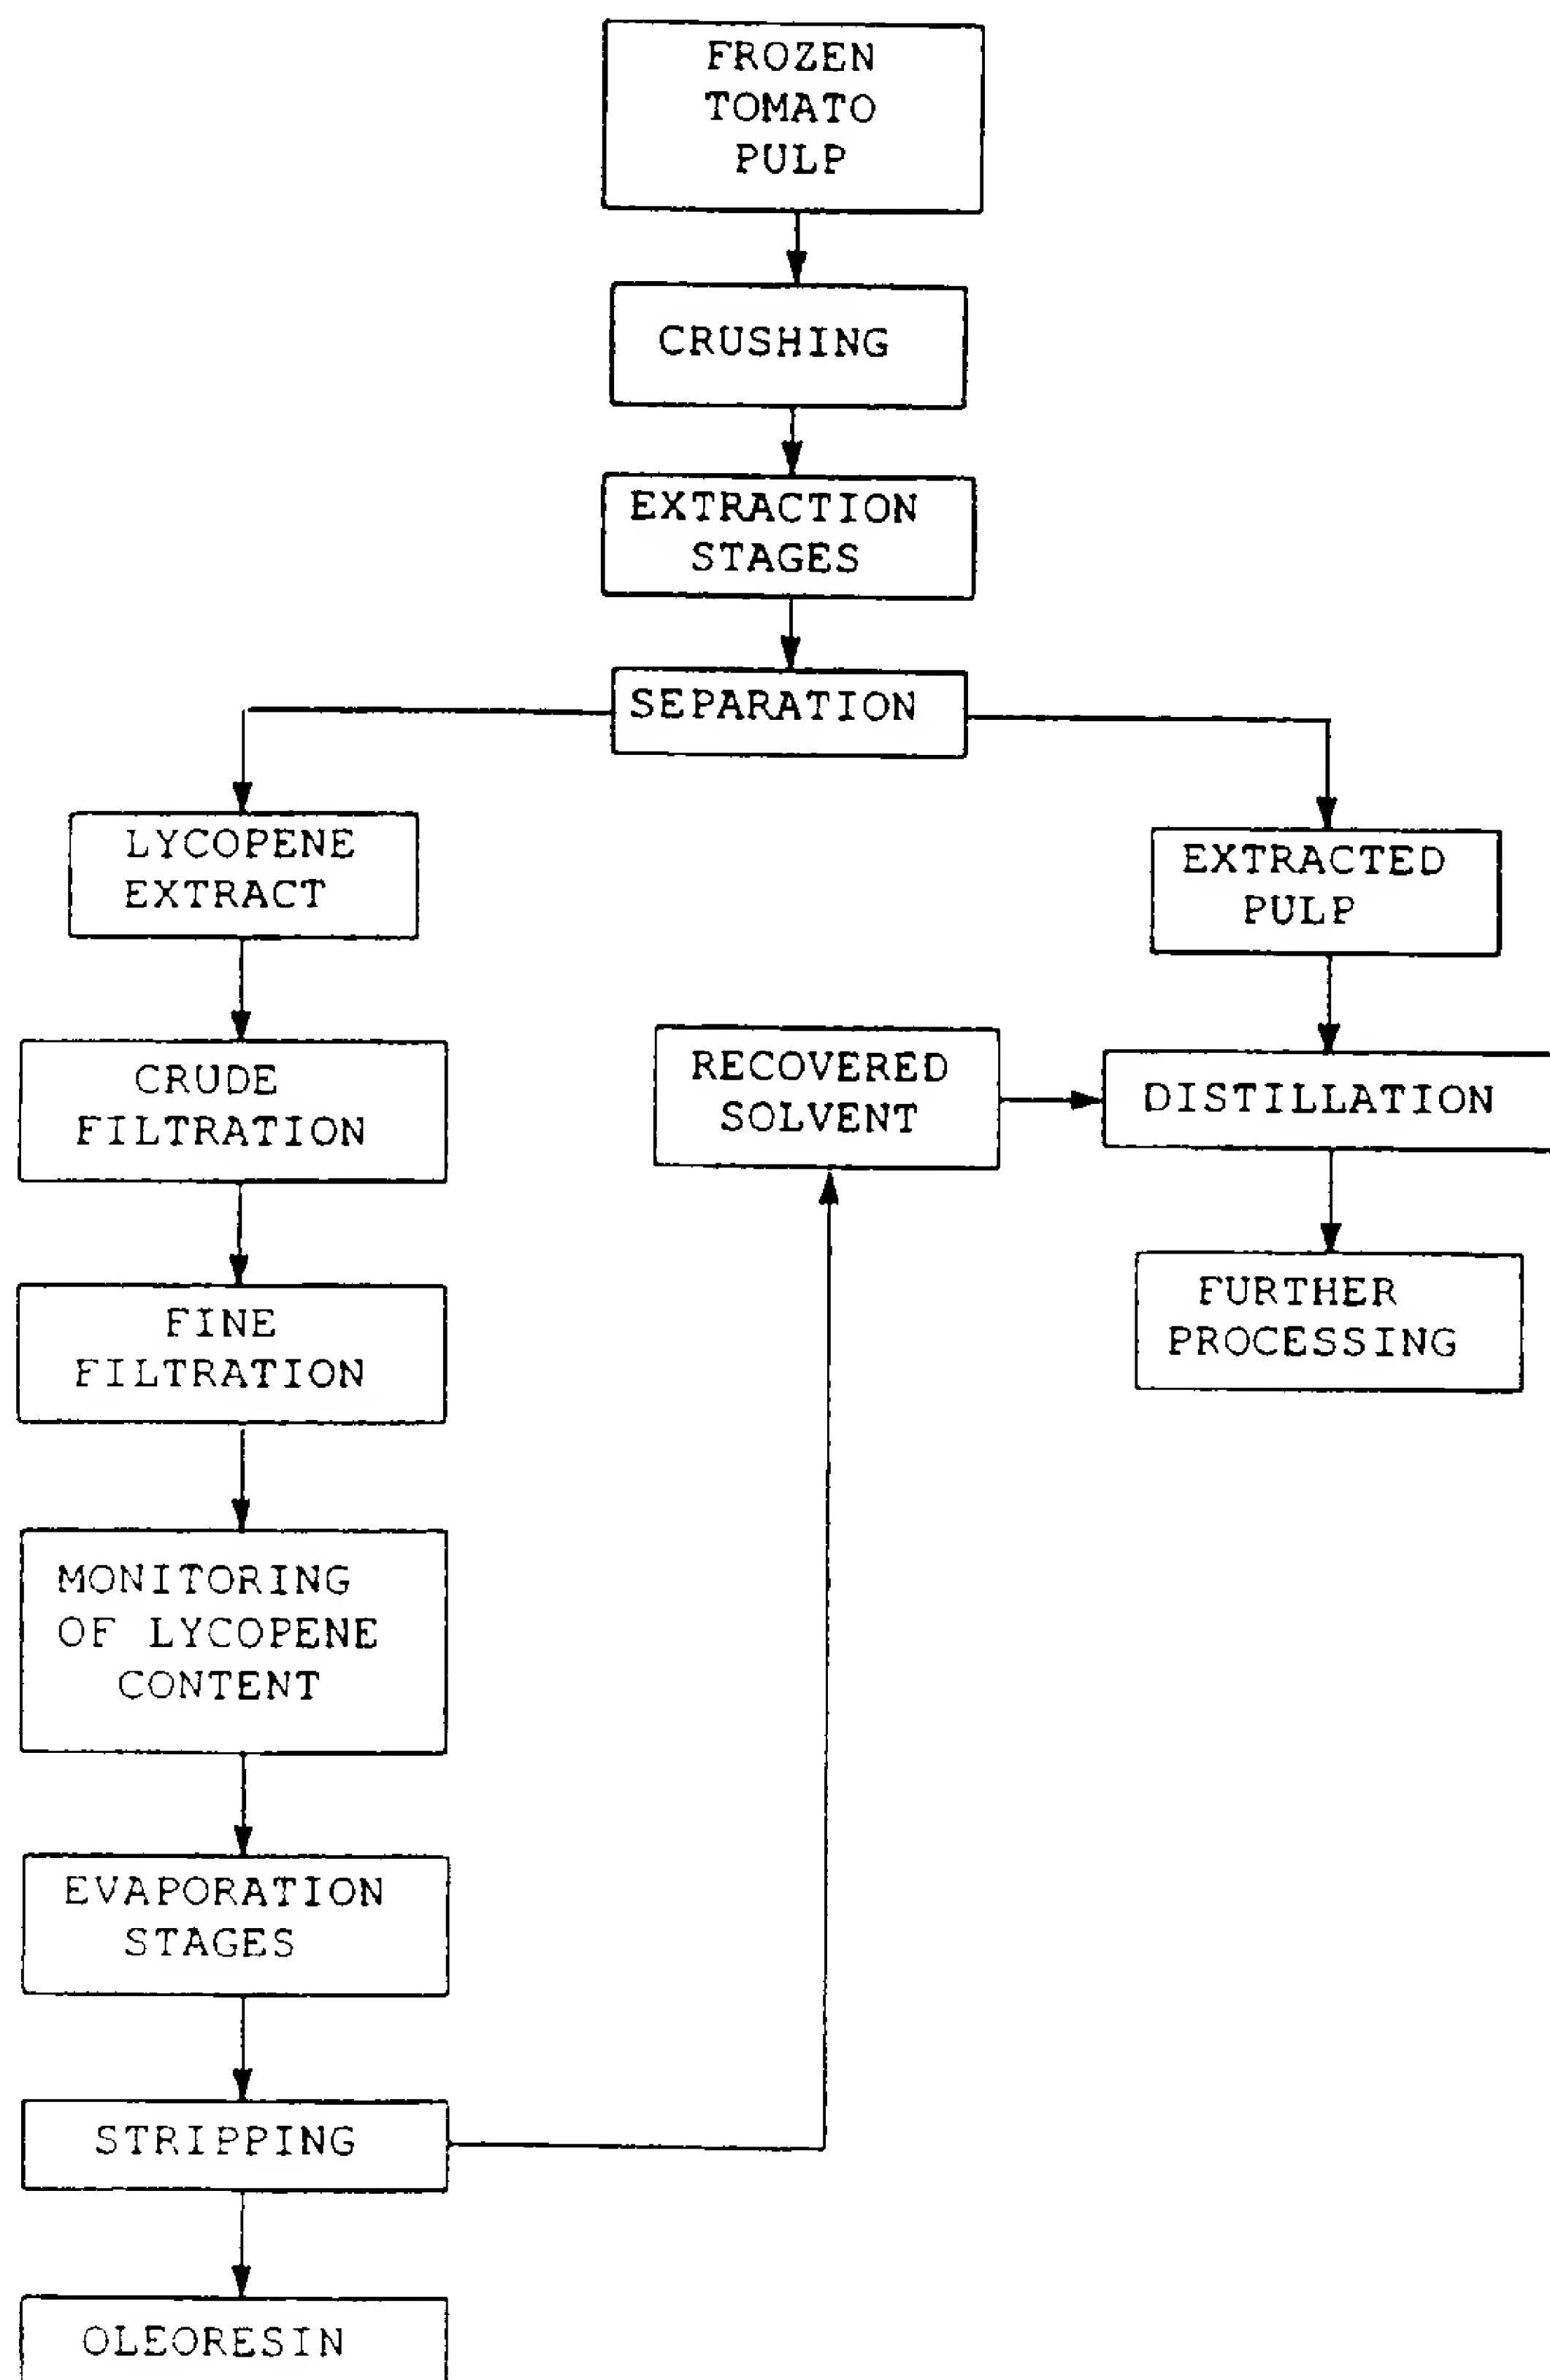 FROZEN
TOMATO
PULP
CRUSHING
EXTRACTION
STAGES
SEPARATION
LYCOPENE
EXTRACT
EXTRACTED
PULP
CRUDE
FILTRATION
RECOVERED
SOLVENT
DISTILLATION
FINE
FILTRATION
FURTHER
PROCESSING
MONITORING
OF LYCOPENE
CONTENT
EVAPORATION
STAGES
STRIPPING
OLEORESIN